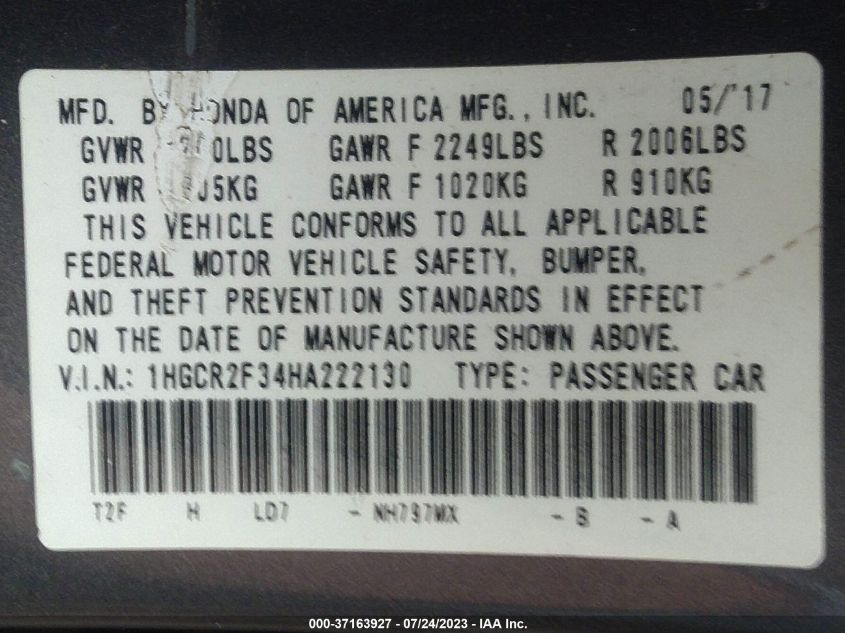 MFD. BY HONDA OF AMERICA MFG., INC. 05/'17
GVWR GAWR F 2249LBS R 2006LBS
GVWR GAWR F 1020KG R 910KG
THIS VEHICLE CONFORMS TO ALL APPLICABLE
FEDERAL MOTOR VEHICLE SAFETY, BUMPER,
AND THEFT PREVENTION STANDARDS IN EFFECT
ON THE DATE OF MANUFACTURE SHOWN ABOVE.
V.I.N.: 1HGCR2F34HA222130 TYPE: PASSENGER CAR
T2F H LD7 - NH797MX - B - A
000-37163927 - 07/24/2023 - IAA Inc.